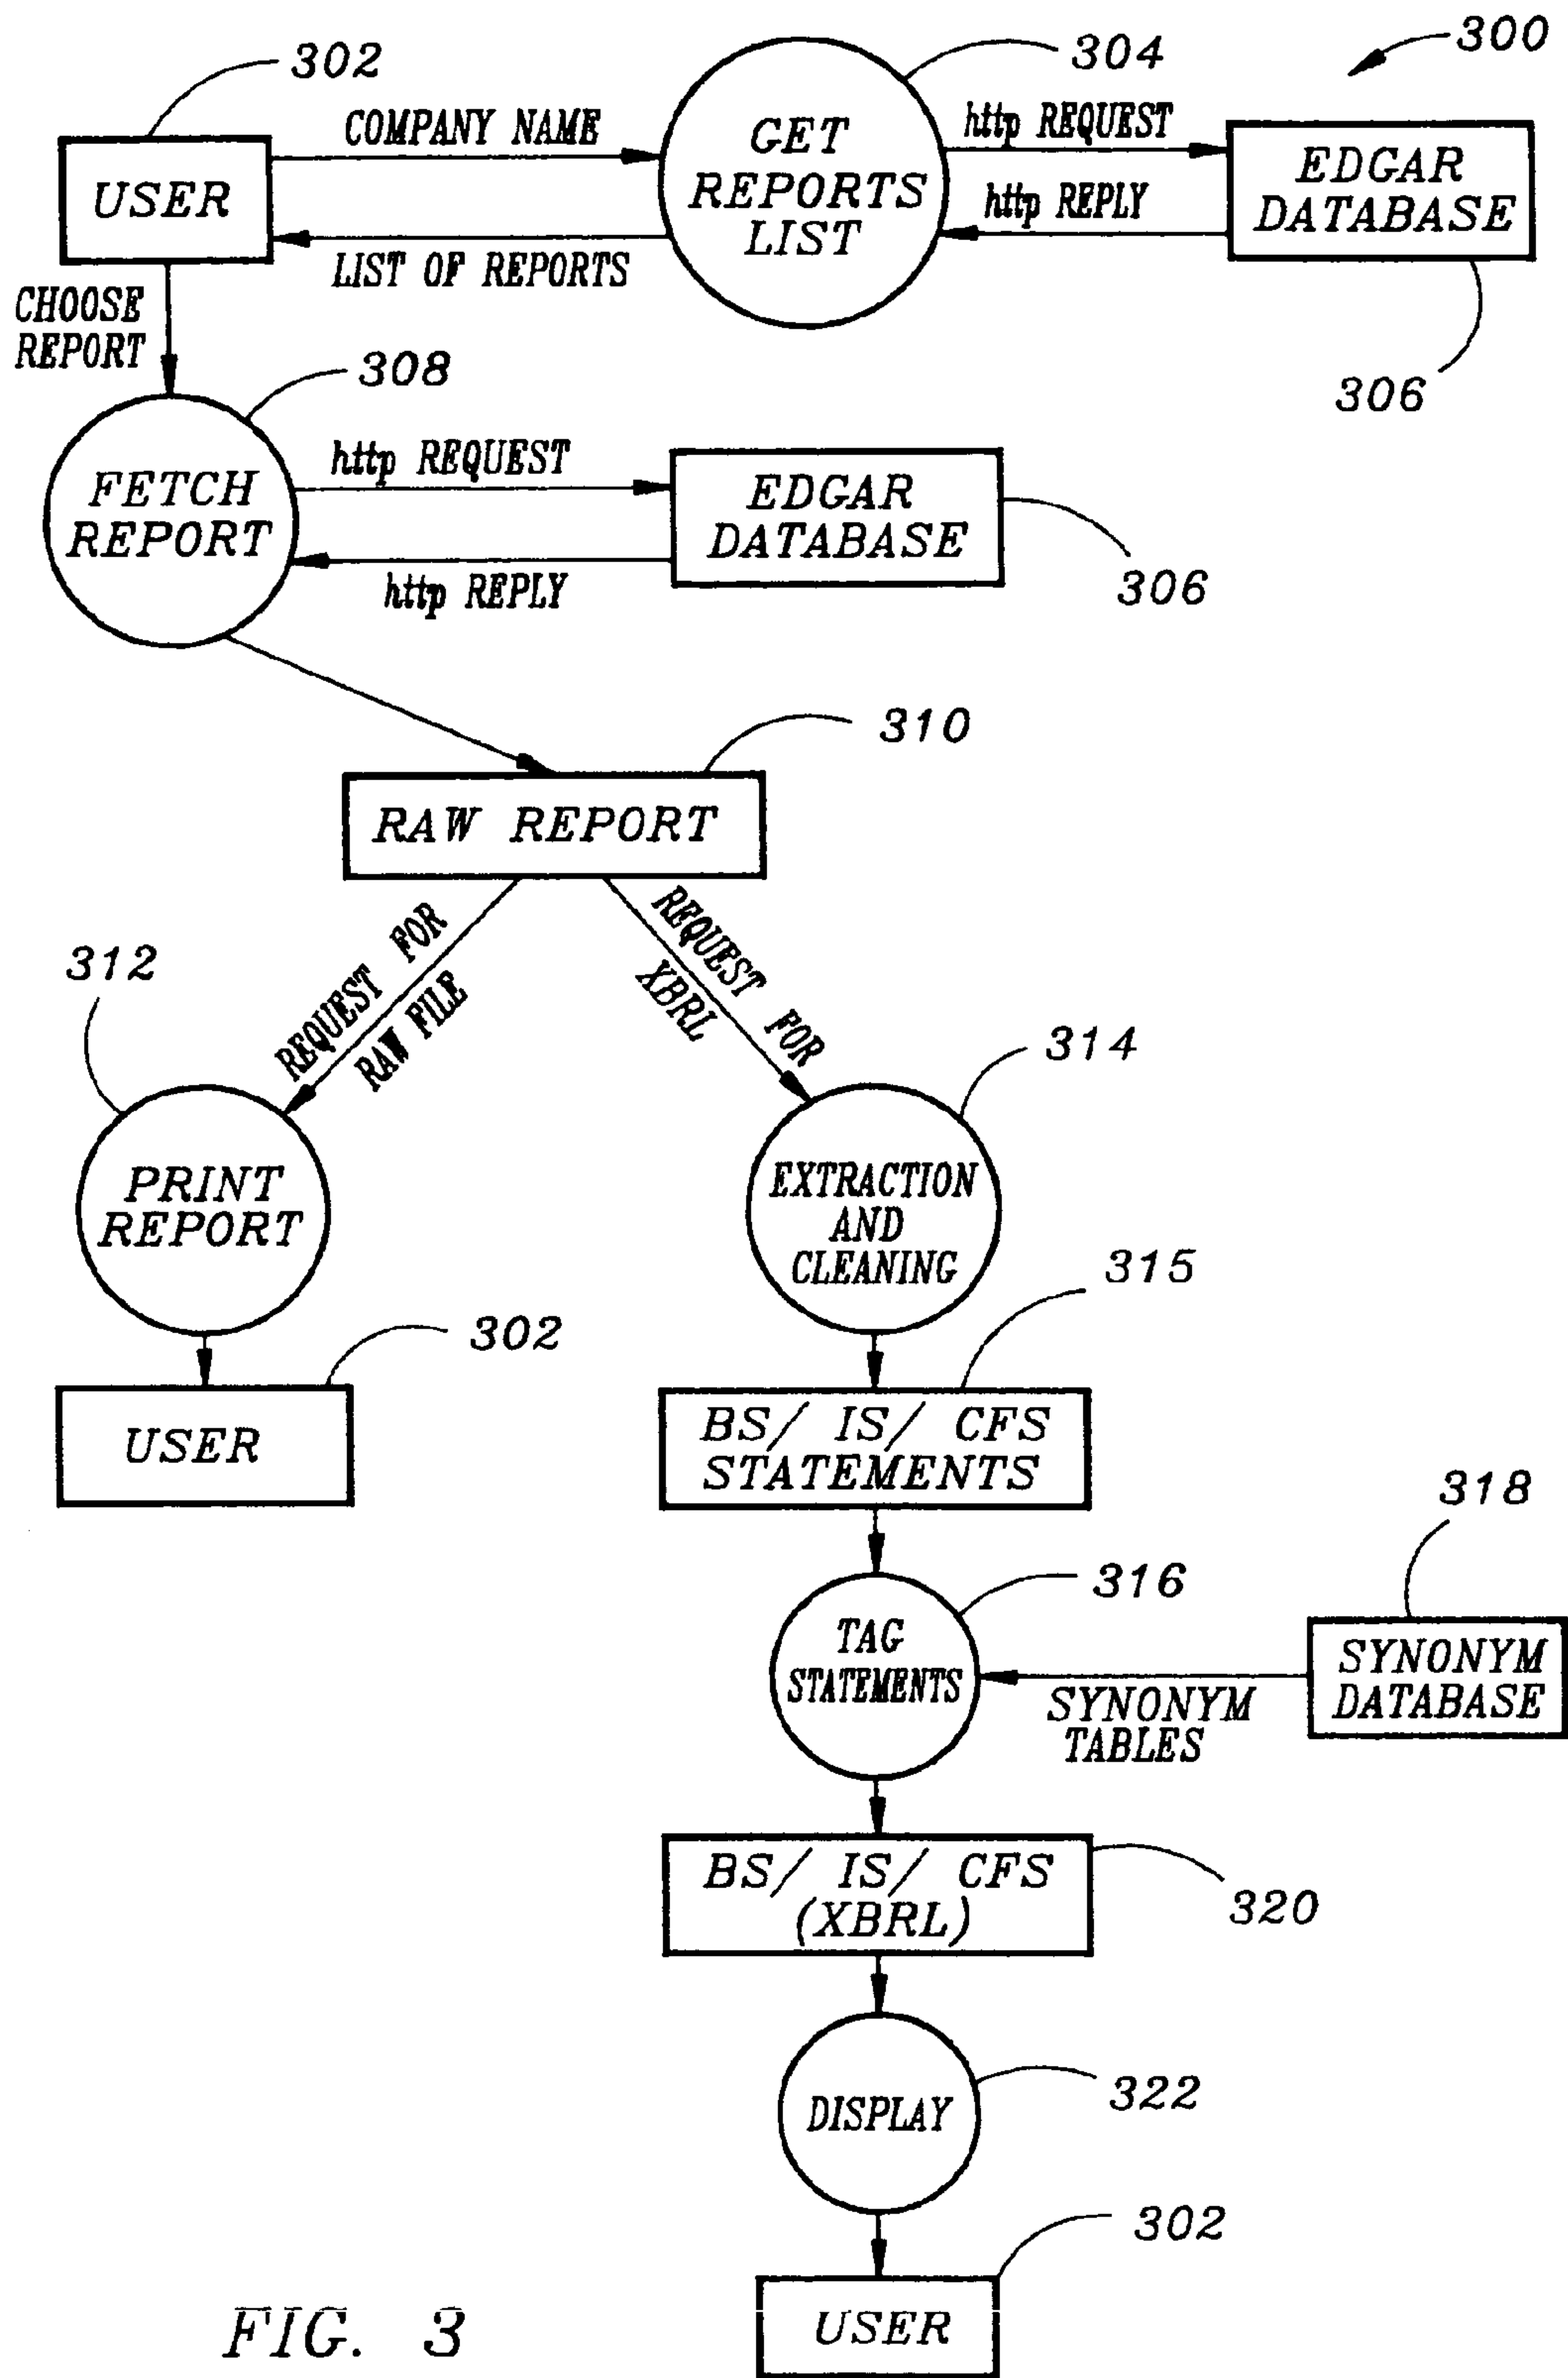 302
304
300
COMPANY NAME
GET
REPORTS
LIST
http REQUEST
EDGAR
DATABASE
USER
http REPLY
LIST OF REPORTS
CHOOSE
REPORT
308
306
http REQUEST
FETCH
REPORT
EDGAR
DATABASE
http REPLY
306
310
RAW REPORT
REQUEST FOR
RAW FILE
REQUEST FOR
XBRL
312
314
PRINT
REPORT
EXTRACTION
AND
CLEANING
315
302
USER
BS/ IS/ CFS
STATEMENTS
318
316
TAG
STATEMENTS
SYNONYM
DATABASE
SYNONYM
TABLES
BS/ IS/ CFS
(XBRL)
320
322
DISPLAY
302
USER
FIG. 3